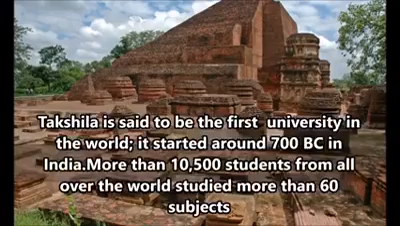 Takshila is said to be the first university in
the world; it started around 700 BC in
India.More than 10,500 students from all
over the world studied more than 60
subjects